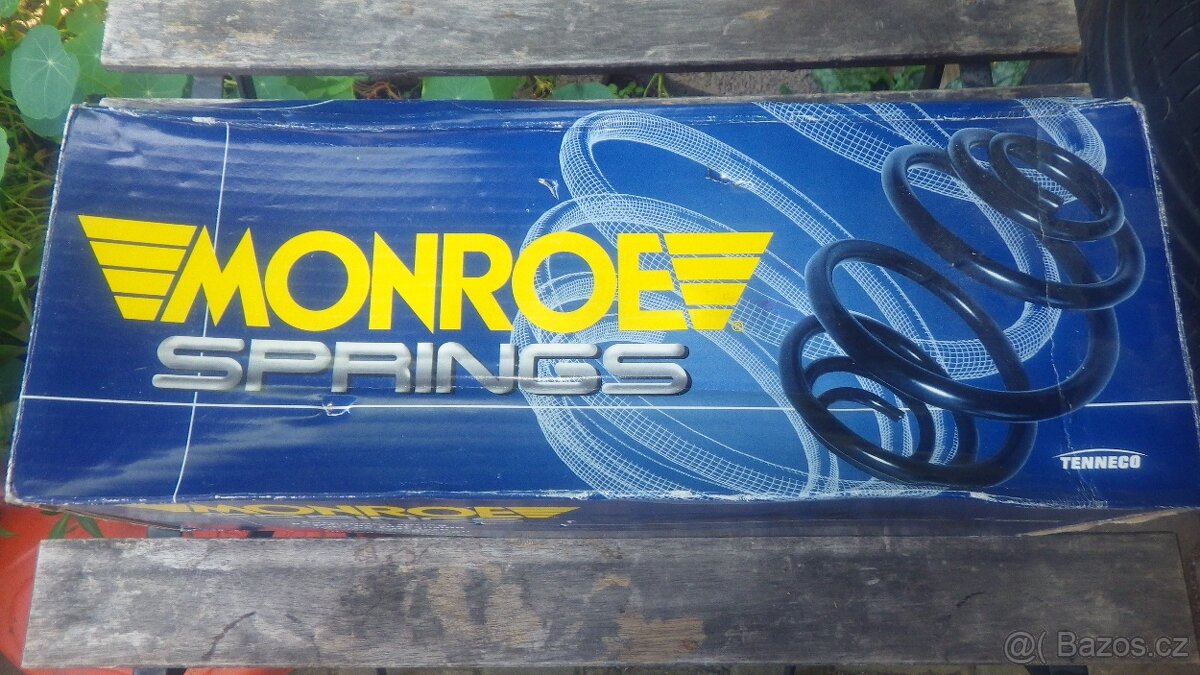 MONROE®
SPRINGS
TENNECO
MONROE
@( Bazos.cz